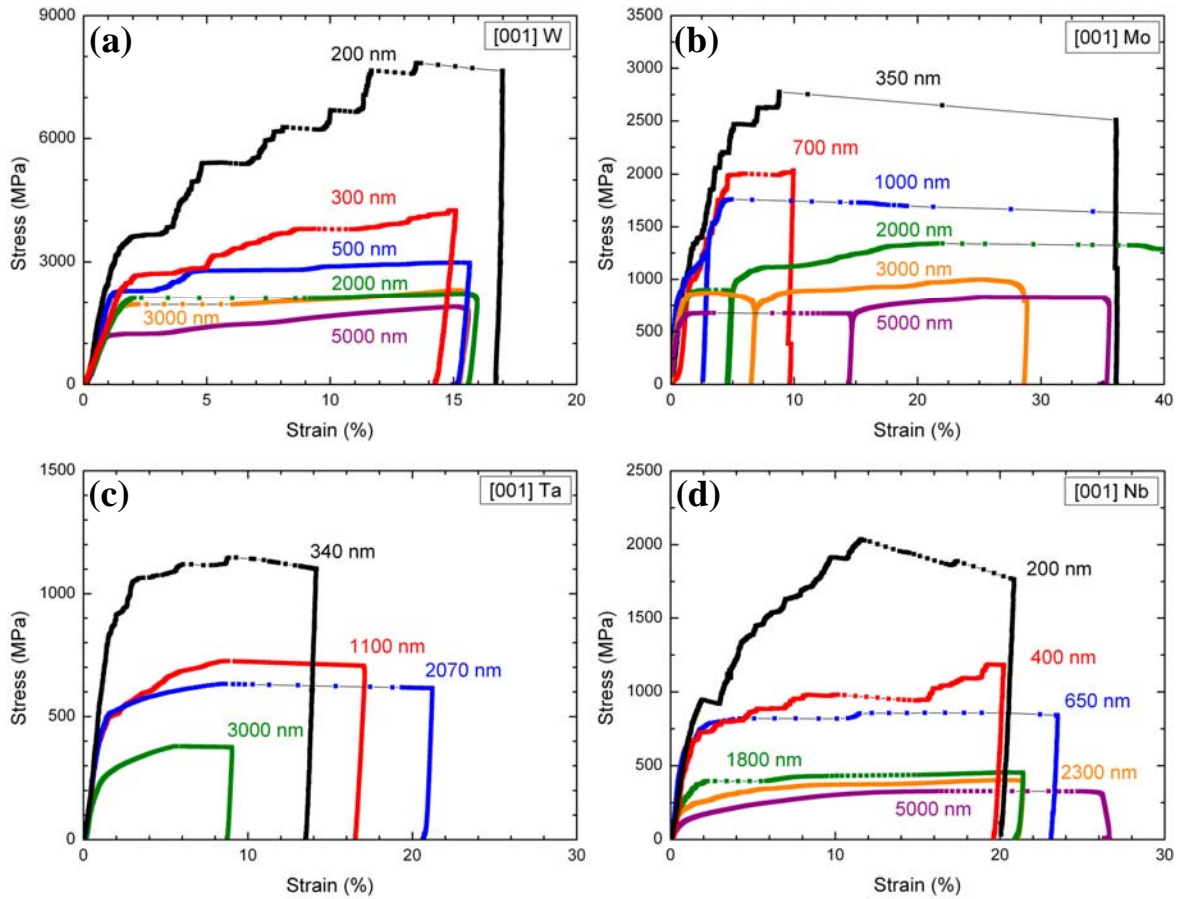 (a)
[001] W
9000
6000
3000
0
Stress (MPa)
200 nm
300 nm
500 nm
2000 nm
3000 nm
5000 nm
0 5 10 15 20
Strain (%)
(b)
[001] Mo
3500
3000
2500
2000
1500
1000
500
0
Stress (MPa)
350 nm
700 nm
1000 nm
2000 nm
3000 nm
5000 nm
0 10 20 30 40
Strain (%)
(c)
[001] Ta
1500
1000
500
0
Stress (MPa)
340 nm
1100 nm
2070 nm
3000 nm
0 10 20 30
Strain (%)
(d)
[001] Nb
2500
2000
1500
1000
500
0
Stress (MPa)
200 nm
400 nm
650 nm
1800 nm
2300 nm
5000 nm
0 10 20 30
Strain (%)